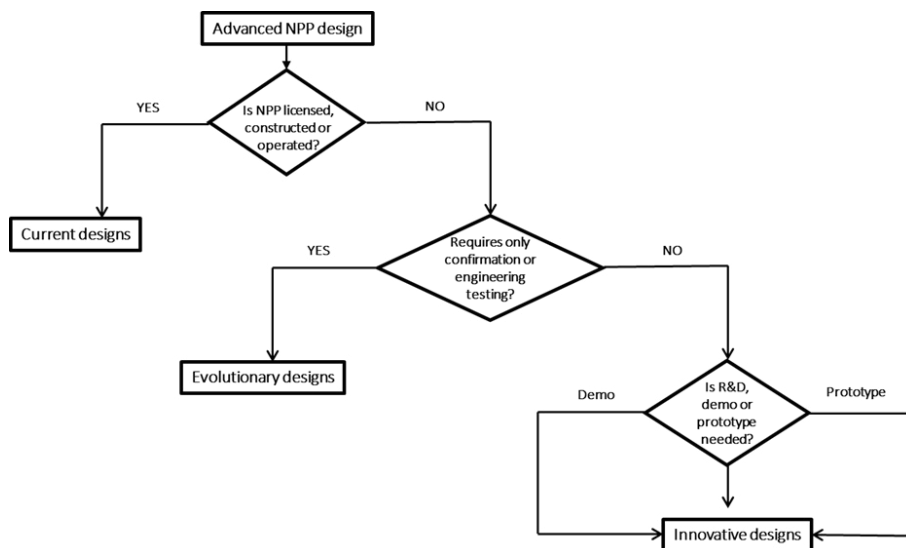 Advanced NPP design
YES
Is NPP licensed,
constructed or
operated?
NO
Current designs
YES
Requires only
confirmation or
engineering
testing?
NO
Evolutionary designs
Demo
Is R&D,
demo or
prototype
needed?
Prototype
Innovative designs